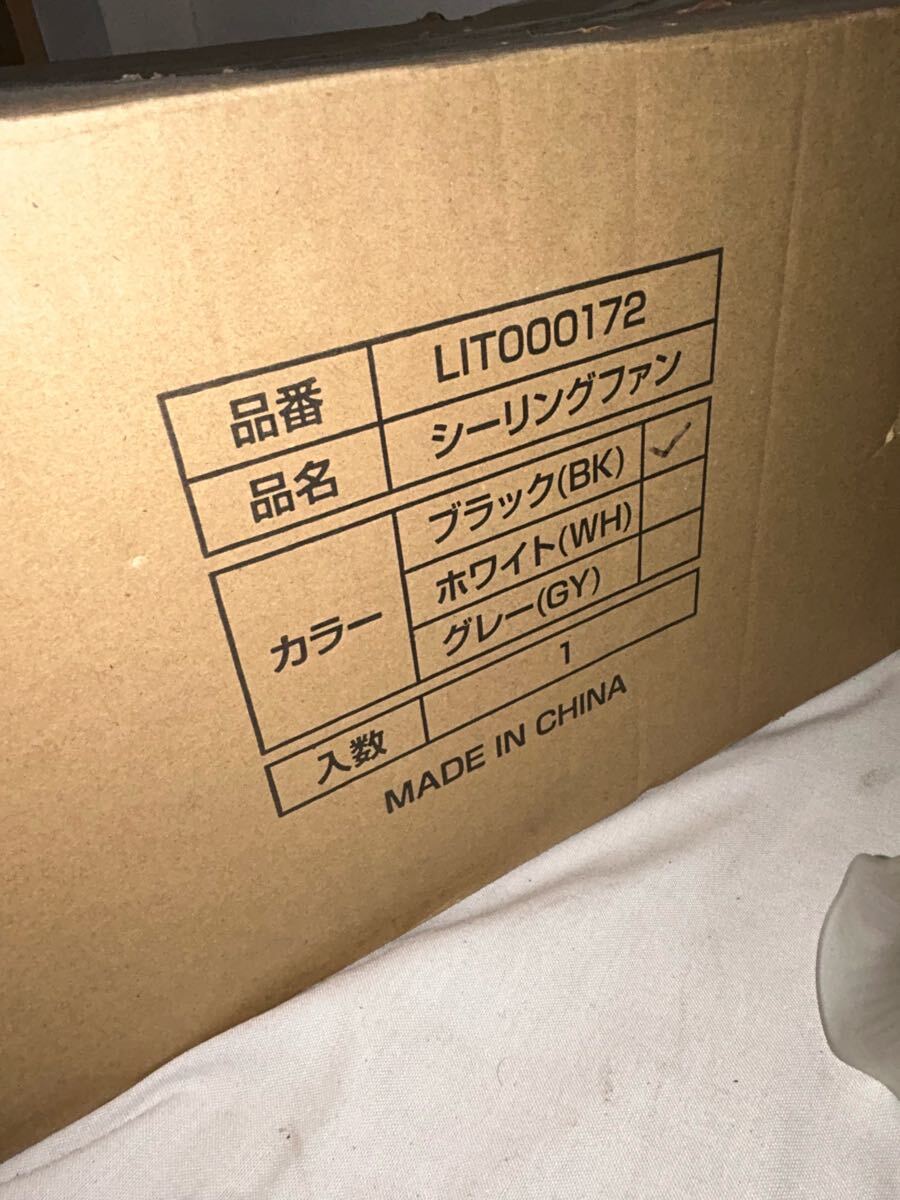 品番 LIT000172
品名 シーリングファン
カラー
ブラック(BK) ✓
ホワイト(WH)
グレー(GY)
入数 1
MADE IN CHINA